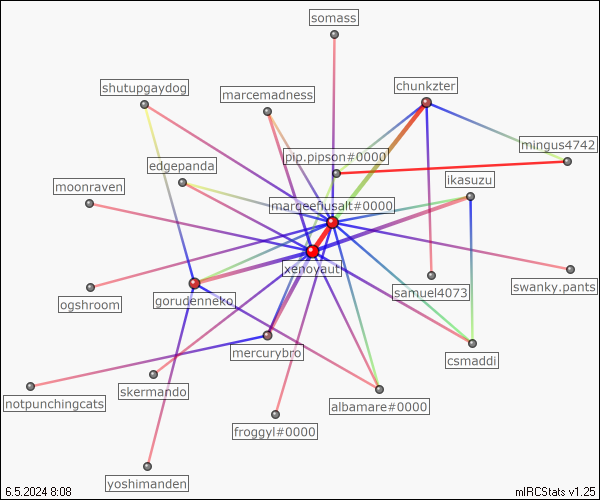 somass
shutupgaydog
chunkzter
marcemadness
mingus4742
edgepanda
pip.pipson#0000
moonraven
ikasuzu
marqeefiusalt#0000
xenoyaut
swanky.pants
ogshroom
gorudenneko
samuel4073
mercurybro
csmaddi
skermando
notpunchingcats
albamare#0000
froggyl#0000
yoshimanden
6.5.2024 8:08
mIRCStats v1.25